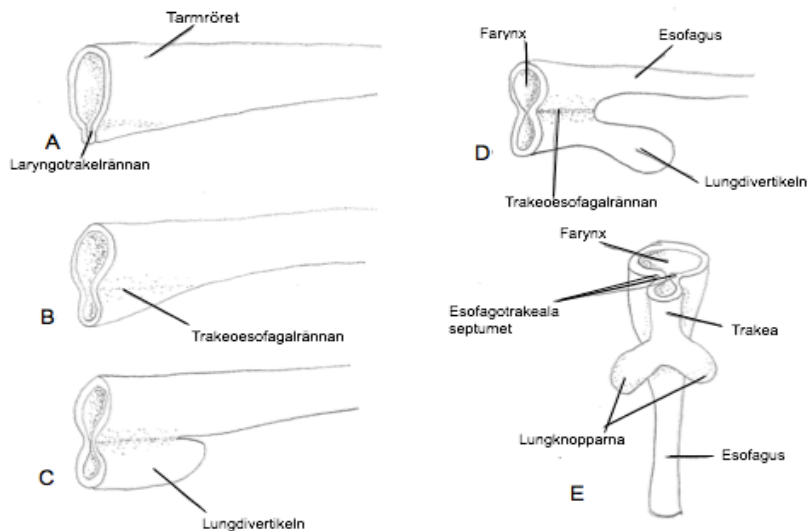 Tarmröret
A
Laryngotrakelrännan
B
Trakeoesofagalrännan
C
Lungdivertikeln
Farynx
Esofagus
D
Lungdivertikeln
Trakeoesofagalrännan
Farynx
Esofagotrakeala
septumet
Trakea
Lungknopparna
Esofagus
E